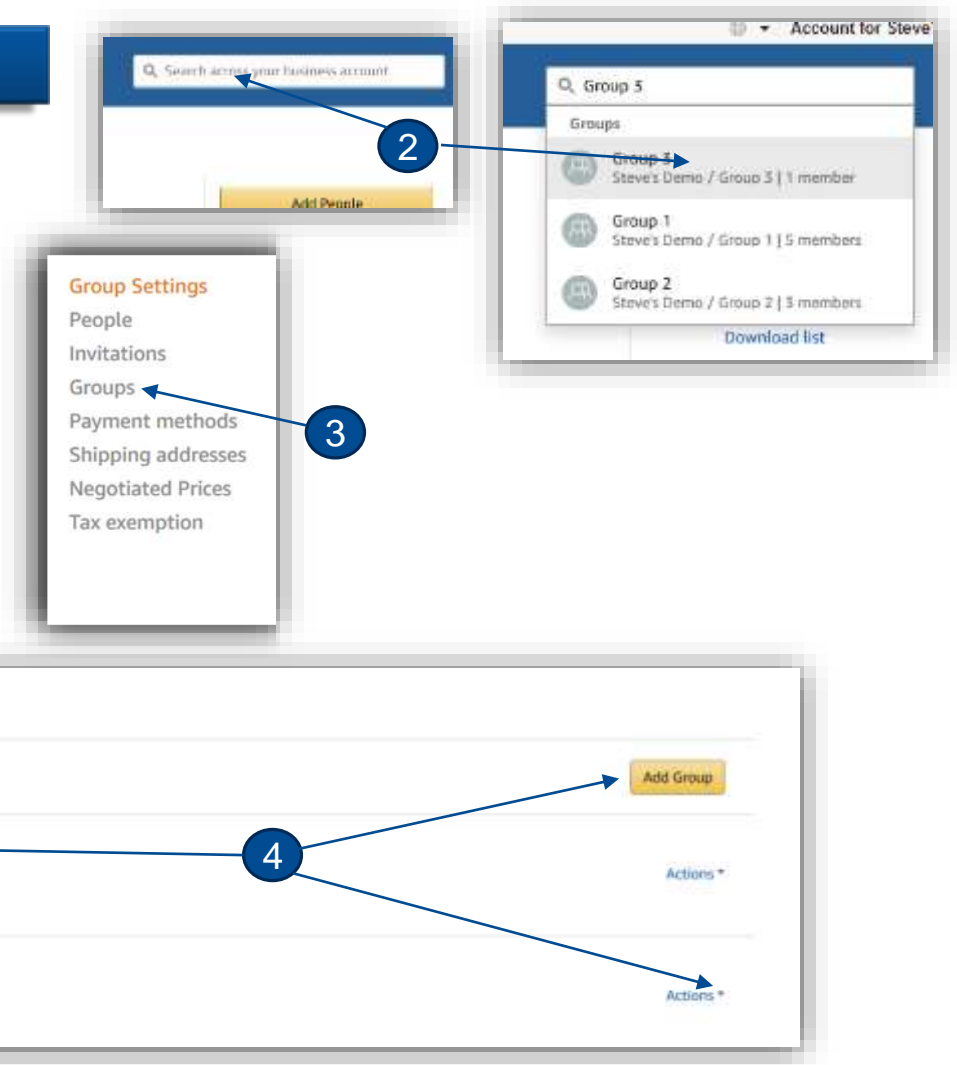 Account for Steve'
Search across your business account
2
Add People
Group 3
Groups
Group 3
Steve's Demo / Group 3 | 1 member
Group 1
Steve's Demo / Group 1 | 5 members
Group 2
Steve's Demo / Group 2 | 3 members
Download list
Group Settings
People
Invitations
Groups
Payment methods
Shipping addresses
Negotiated Prices
Tax exemption
3
Add Group
4
Actions
Actions